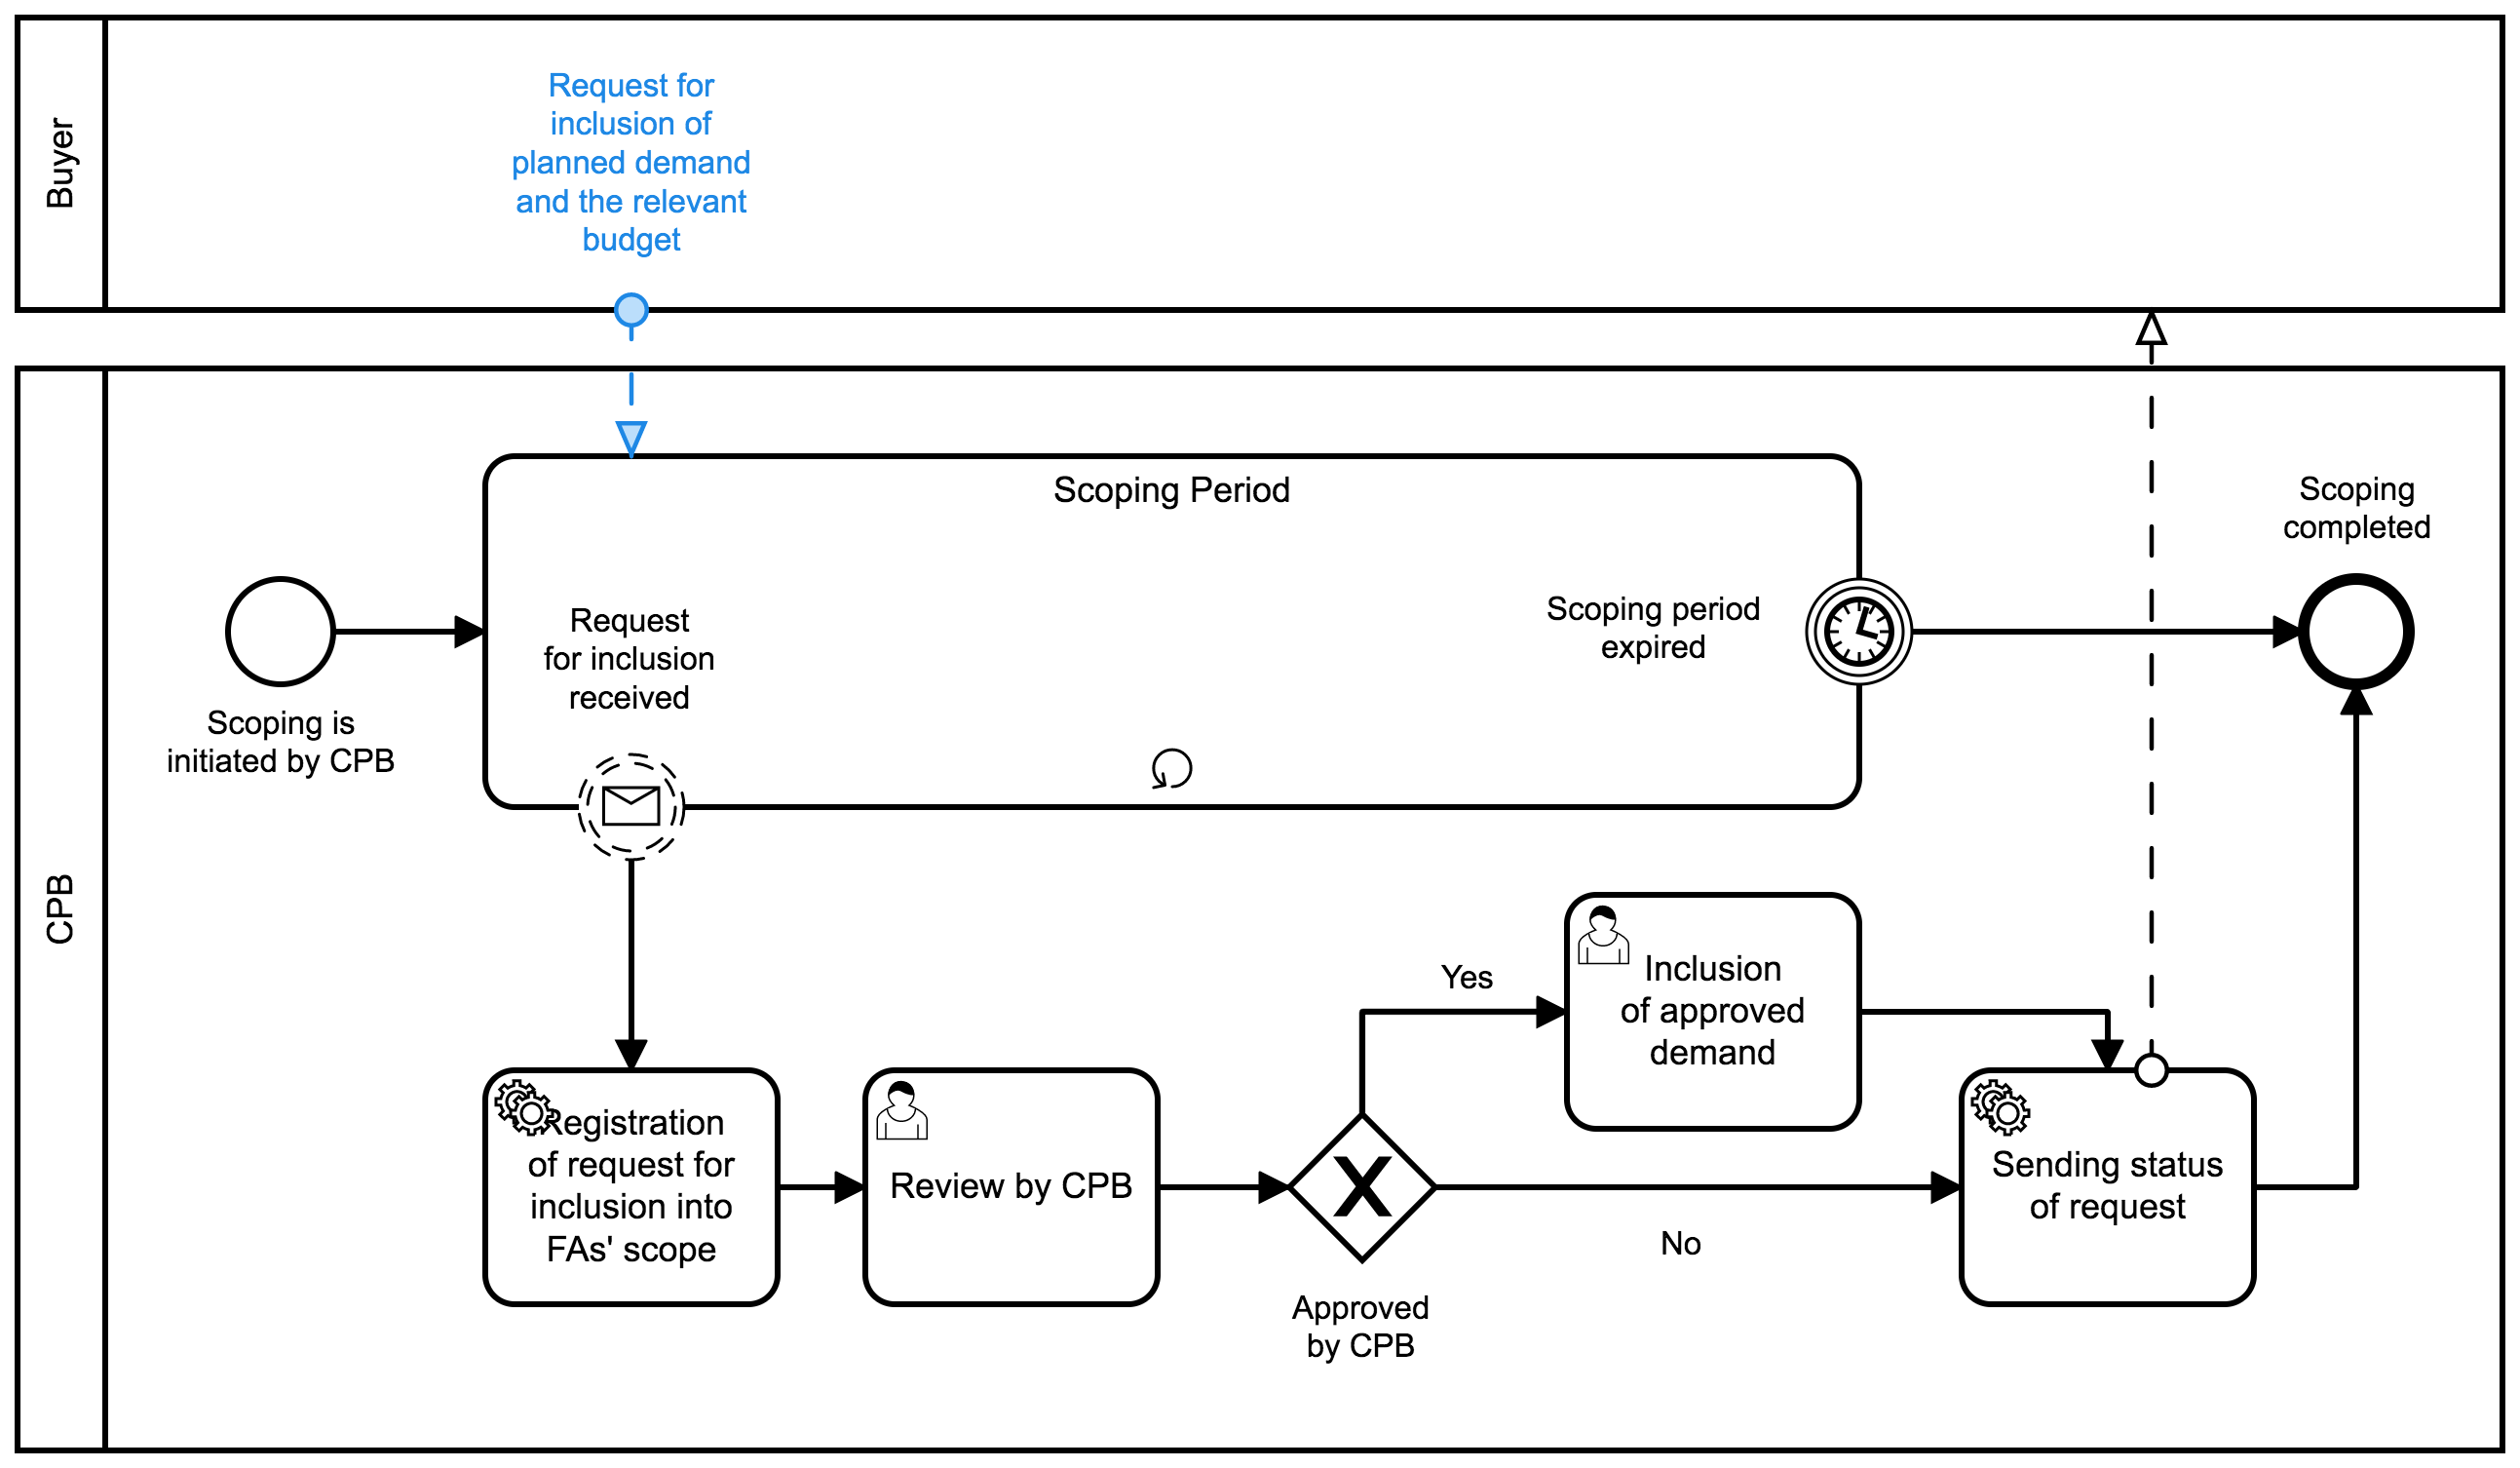 Buyer
Request for
inclusion of
planned demand
and the relevant
budget
CPB
Scoping Period
Scoping is
initiated by CPB
Request
for inclusion
received
Scoping period
expired
Scoping
completed
Registration
of request for
inclusion into
FAs' scope
Review by CPB
Approved
by CPB
Yes
No
Inclusion
of approved
demand
Sending status
of request